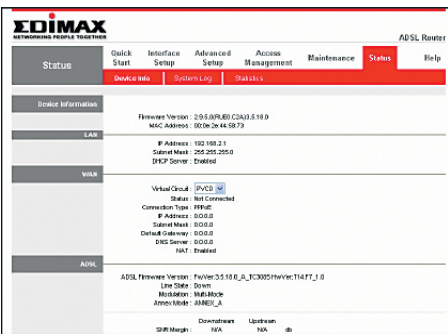 EDIMAX
NETWORKING PEOPLE TOGETHER
ADSL Router
Status
Quick Start
Interface Setup
Advanced Setup
Access Management
Maintenance
Status
Help
Device Info
System Log
Statistics
Device Information
Firmware Version : 2.9.6.0(RUE0.C2A)3.5.18.0
MAC Address : 00:0e:2e:44:58:73
LAN
IP Address : 192.168.2.1
Subnet Mask : 255.255.255.0
DHCP Server : Enabled
WAN
Virtual Circuit : PVC0
Status : Not Connected
Connection Type : PPPoE
IP Address : 0.0.0.0
Subnet Mask : 0.0.0.0
Default Gateway : 0.0.0.0
DNS Server : 0.0.0.0
NAT : Enabled
ADSL
ADSL Firmware Version : FwVer:3.5.18.0_A_TC3085 HwVer:T14.F7_1.0
Line State : Down
Modulation : Multi-Mode
Annex Mode : ANNEX_A
Downstream Upstream
SNR Margin : N/A N/A db